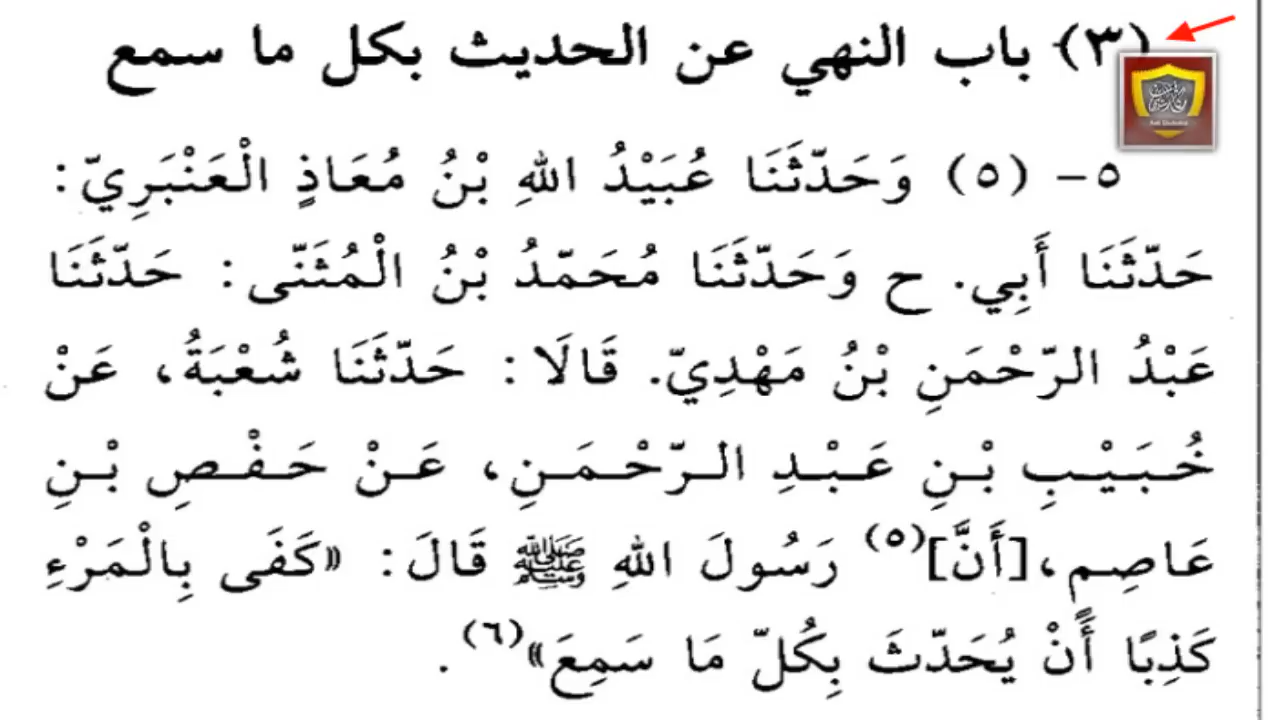 (٣) باب النهي عن الحديث بكل ما سمع
٥- (٥) وَحَدَّثَنَا عُبَيْدُ اللهِ بْنُ مُعَاذٍ الْعَنْبَرِيّ:
حَدَّثَنَا أَبِي. ح وَحَدَّثَنَا مُحَمَّدُ بْنُ الْمُثَنَّى: حَدَّثَنَا
عَبْدُ الرَّحْمَنِ بْنُ مَهْدِيّ. قَالَا: حَدَّثَنَا شُعْبَةُ، عَنْ
خُبَيْبِ بْنِ عَبْدِ الرَّحْمَنِ، عَنْ حَفْصِ بْنِ
عَاصِمٍ، [أَنَّ](٥) رَسُولَ اللهِ ﷺ قَالَ: «كَفَى بِالْمَرْءِ
كَذِبًا أَنْ يُحَدِّثَ بِكُلِّ مَا سَمِعَ»(٦).